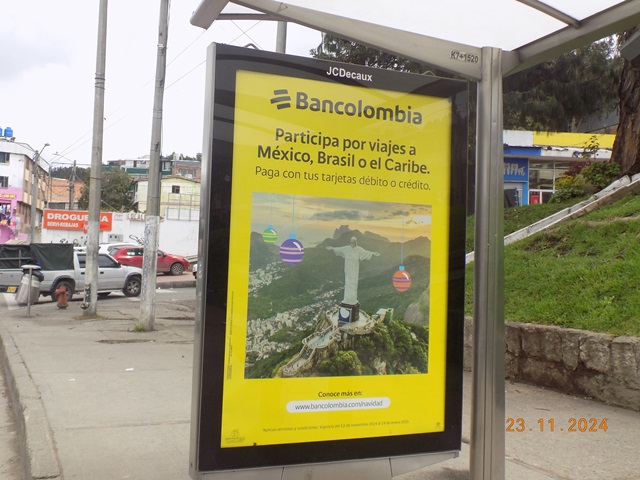 K7-1520
JCDecaux
Bancolombia
Participa por viajes a
México, Brasil o el Caribe.
Paga con tus tarjetas débito o crédito.
Conoce más en:
www.bancolombia.com/navidad
DROGUERIA
23.11.2024